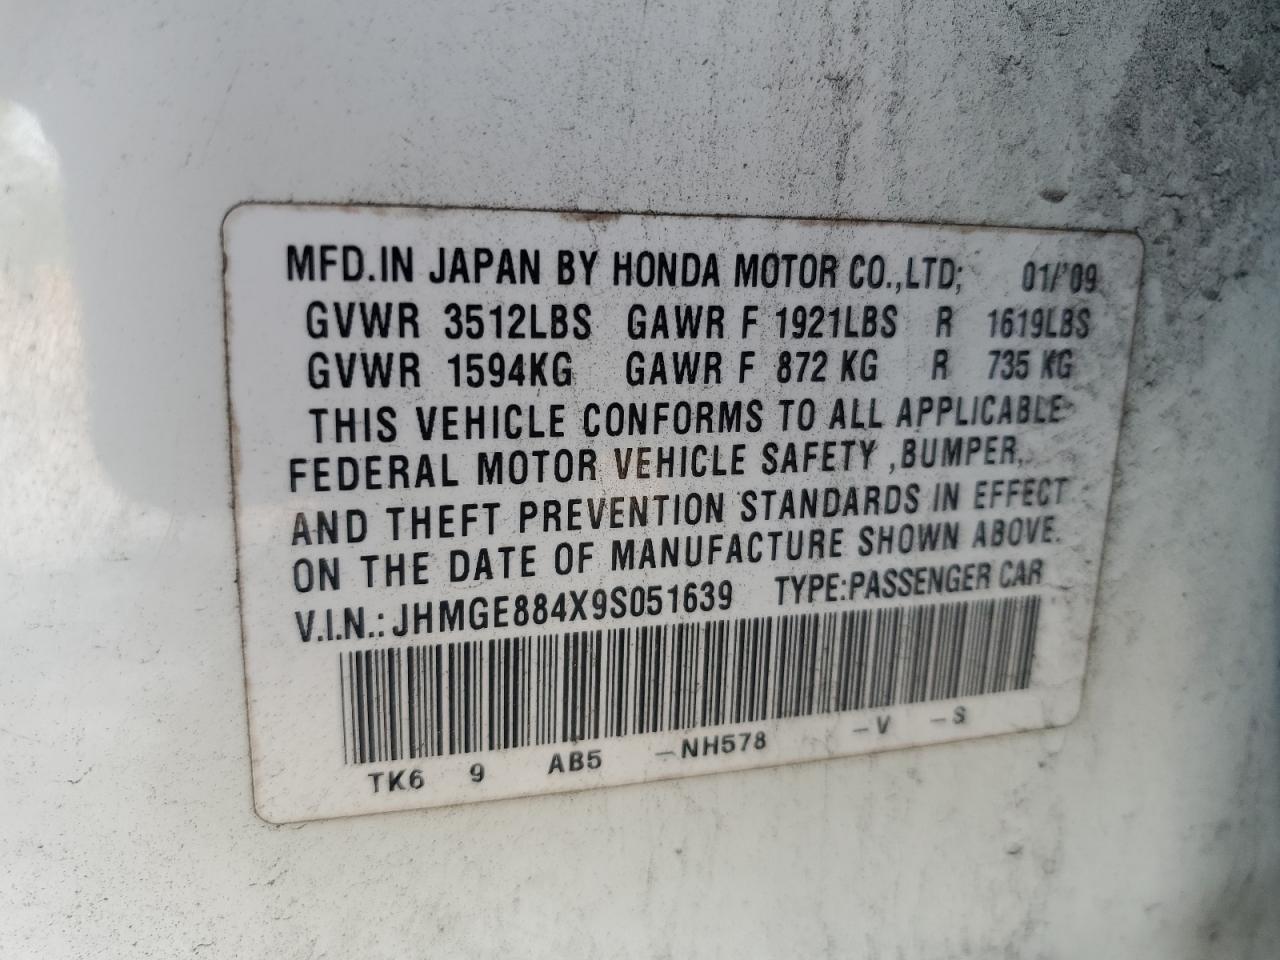 MFD.IN JAPAN BY HONDA MOTOR CO.,LTD; 01/'09
GVWR 3512LBS GAWR F 1921LBS R 1619LBS
GVWR 1594KG GAWR F 872 KG R 735 KG
THIS VEHICLE CONFORMS TO ALL APPLICABLE
FEDERAL MOTOR VEHICLE SAFETY ,BUMPER,
AND THEFT PREVENTION STANDARDS IN EFFECT
ON THE DATE OF MANUFACTURE SHOWN ABOVE.
V.I.N.: JHMGE884X9S051639 TYPE:PASSENGER CAR
TK6 9 AB5 -NH578 -V -S